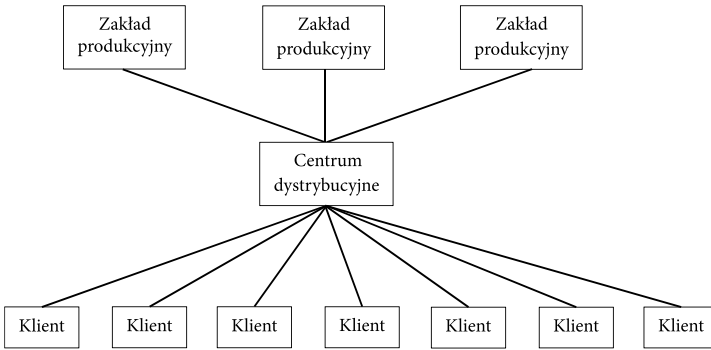 Zakład
produkcyjny
Zakład
produkcyjny
Zakład
produkcyjny
Centrum
dystrybucyjne
Klient
Klient
Klient
Klient
Klient
Klient
Klient